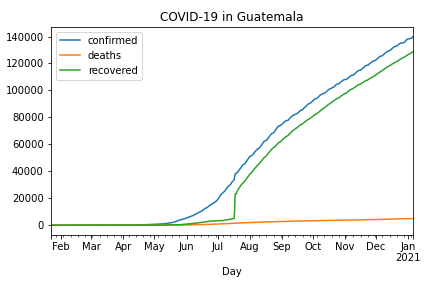 COVID-19 in Guatemala
confirmed
deaths
recovered
140000
120000
100000
80000
60000
40000
20000
0
Feb Mar Apr May Jun Jul Aug Sep Oct Nov Dec Jan
2021
Day